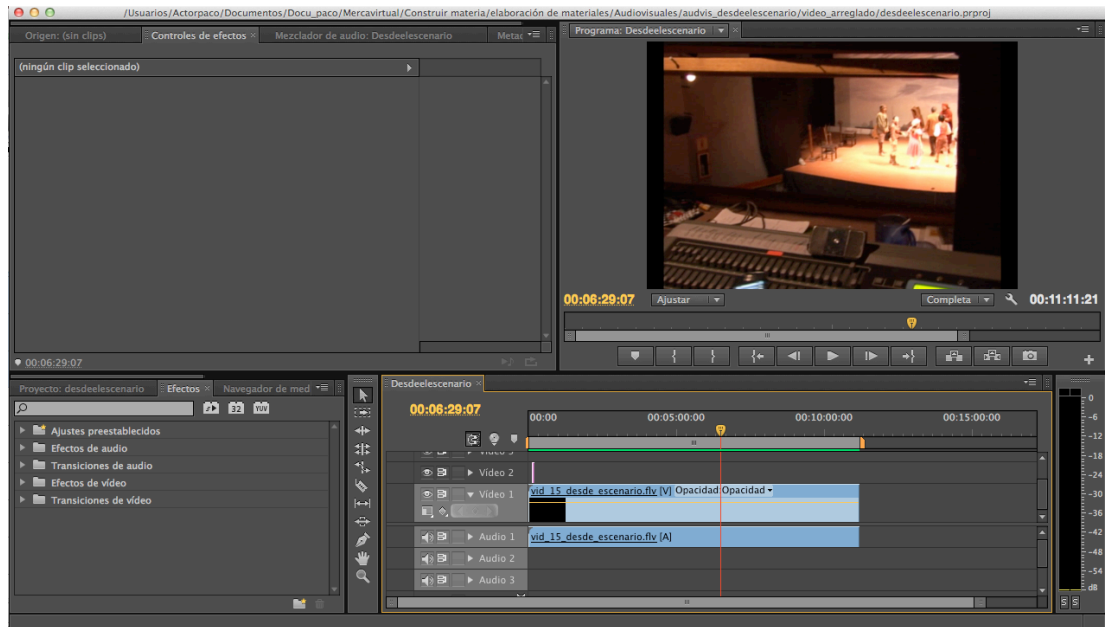 /Usuarios/Actorpaco/Documentos/Docu_paco/Mercavirtual/Construir materia/elaboración de materiales/Audiovisuales/audvis_desdeelescenario/video_arreglado/desdeelescenario.prproj
Origen: (sin clips) Controles de efectos × Mezclador de audio: Desdeelescenario Metac
(ningún clip seleccionado)
00:06:29:07
Programa: Desdeelescenario ×
00:06:29:07 Ajustar Completa 00:11:11:21
Proyecto: desdeelescenario Efectos × Navegador de med
32 YUV
Ajustes preestablecidos
Efectos de audio
Transiciones de audio
Efectos de vídeo
Transiciones de vídeo
Desdeelescenario ×
00:06:29:07
00:00 00:05:00:00 00:10:00:00 00:15:00:00
Vídeo 3
Vídeo 2
Vídeo 1 vid_15_desde_escenario.flv [V] Opacidad:Opacidad
Audio 1 vid_15_desde_escenario.flv [A]
Audio 2
Audio 3
0
-6
-12
-18
-24
-30
-36
-42
-48
-54
dB
S S